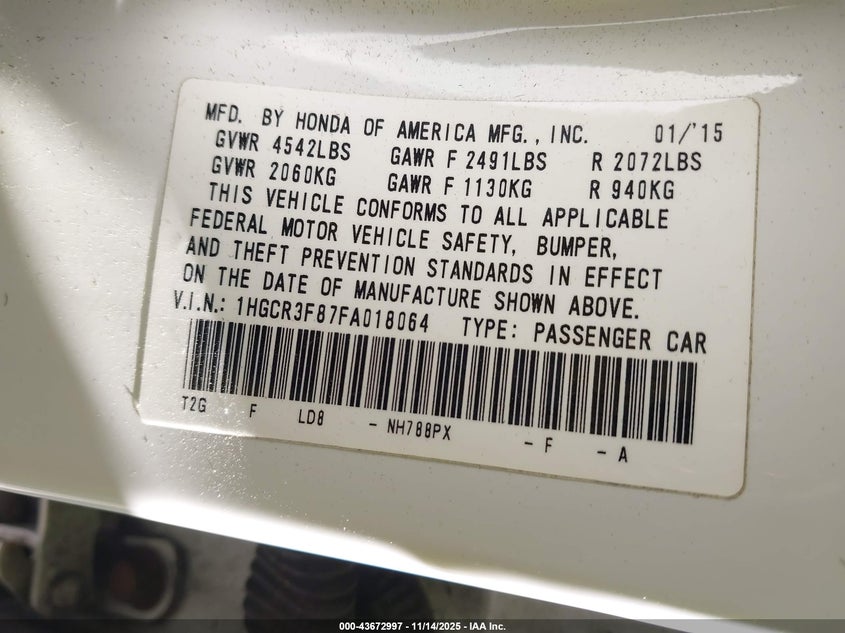 MFD. BY HONDA OF AMERICA MFG., INC. 01/'15
GVWR 4542LBS GAWR F 2491LBS R 2072LBS
GVWR 2060KG GAWR F 1130KG R 940KG
THIS VEHICLE CONFORMS TO ALL APPLICABLE
FEDERAL MOTOR VEHICLE SAFETY, BUMPER,
AND THEFT PREVENTION STANDARDS IN EFFECT
ON THE DATE OF MANUFACTURE SHOWN ABOVE.
V.I.N.: 1HGCR3F87FA018064 TYPE: PASSENGER CAR
T2G F LD8 - NH788PX - F - A
000-43672997 - 11/14/2025 - IAA Inc.